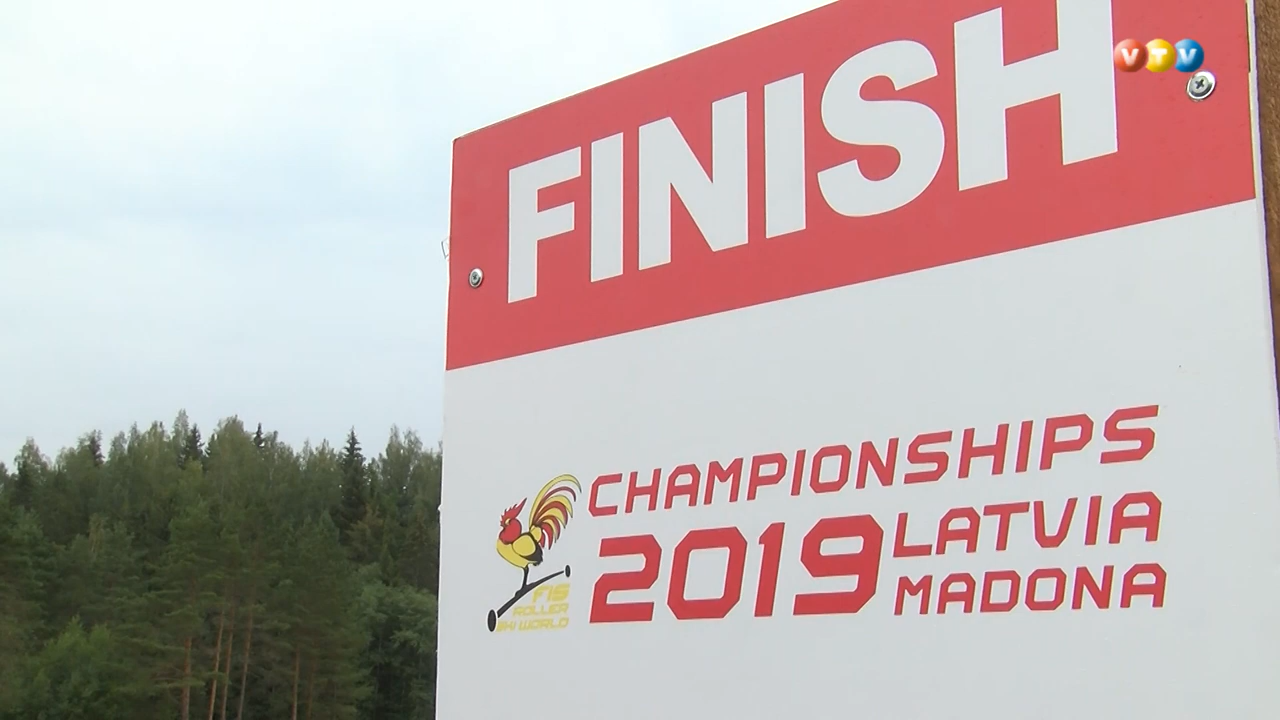 VTV
FINISH
CHAMPIONSHIPS
2019 LATVIA
MADONA
FIS
ROLLER
SKI WORLD